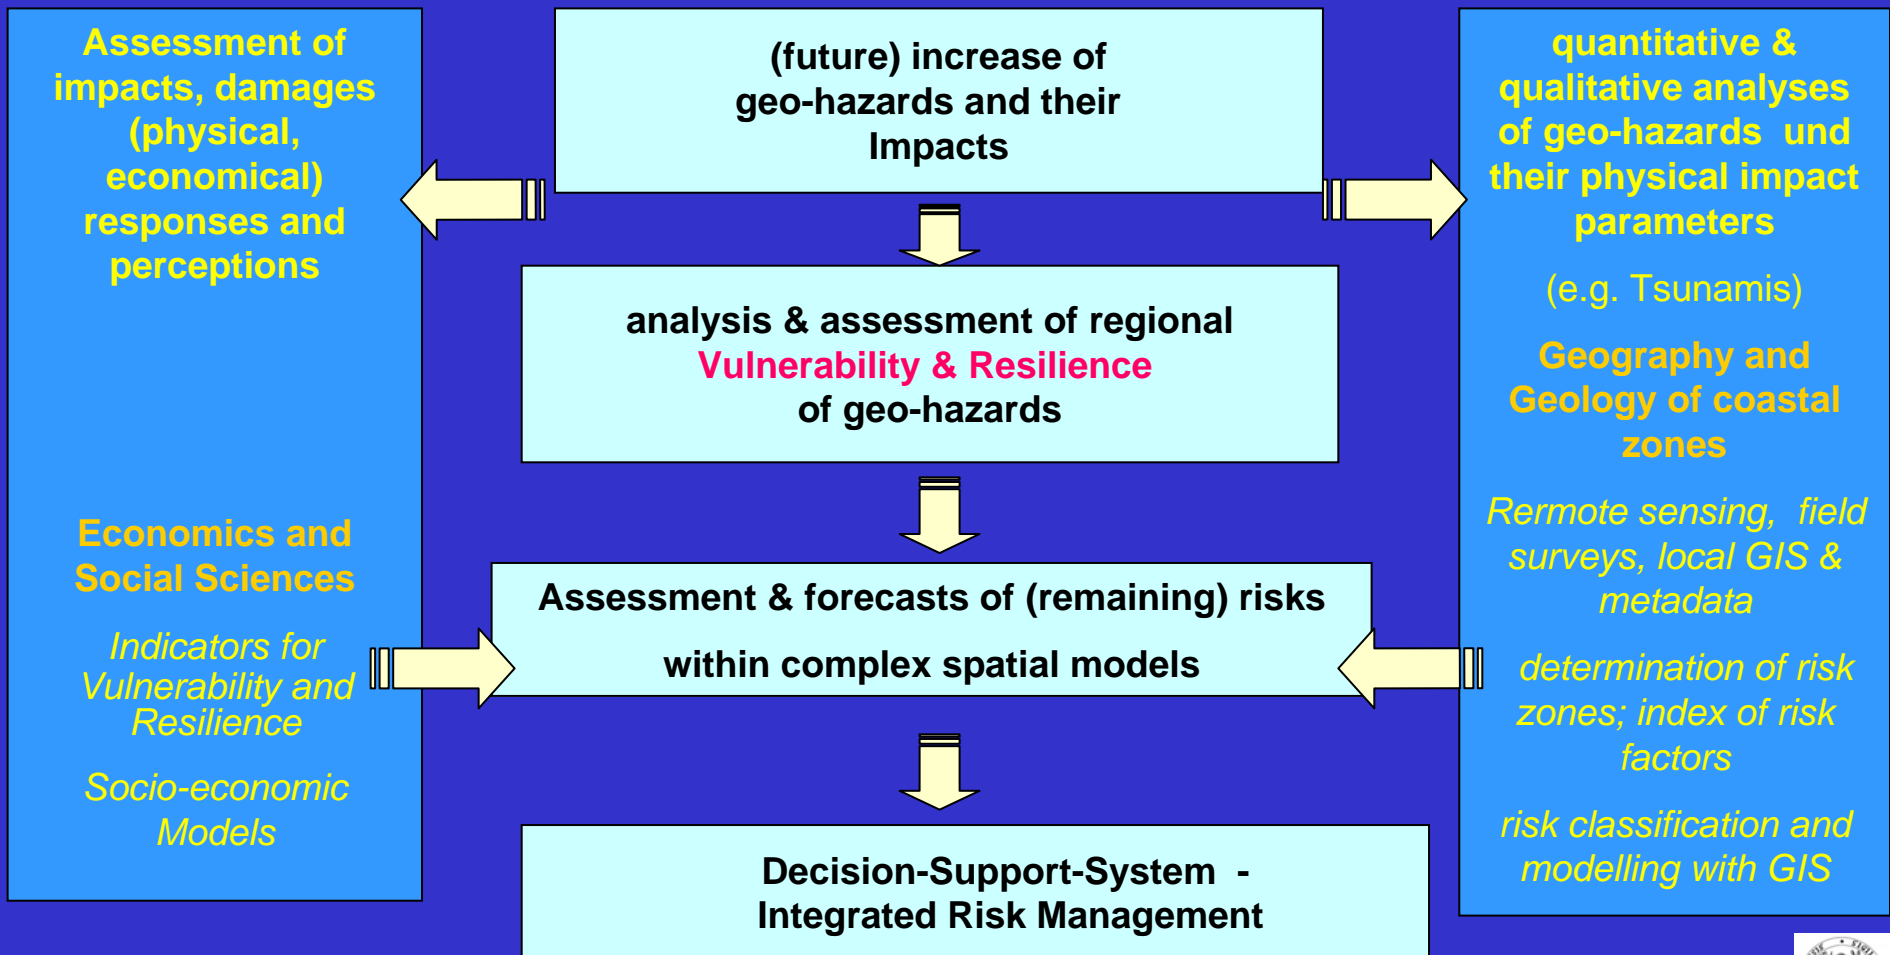 Assessment of
impacts, damages
(physical,
economical)
responses and
perceptions
Economics and
Social Sciences
Indicators for
Vulnerability and
Resilience
Socio-economic
Models
(future) increase of
geo-hazards and their
Impacts
analysis & assessment of regional
Vulnerability & Resilience
of geo-hazards
Assessment & forecasts of (remaining) risks
within complex spatial models
Decision-Support-System -
Integrated Risk Management
quantitative &
qualitative analyses
of geo-hazards und
their physical impact
parameters
(e.g. Tsunamis)
Geography and
Geology of coastal
zones
Rermote sensing, field
surveys, local GIS &
metadata
determination of risk
zones; index of risk
factors
risk classification and
modelling with GIS